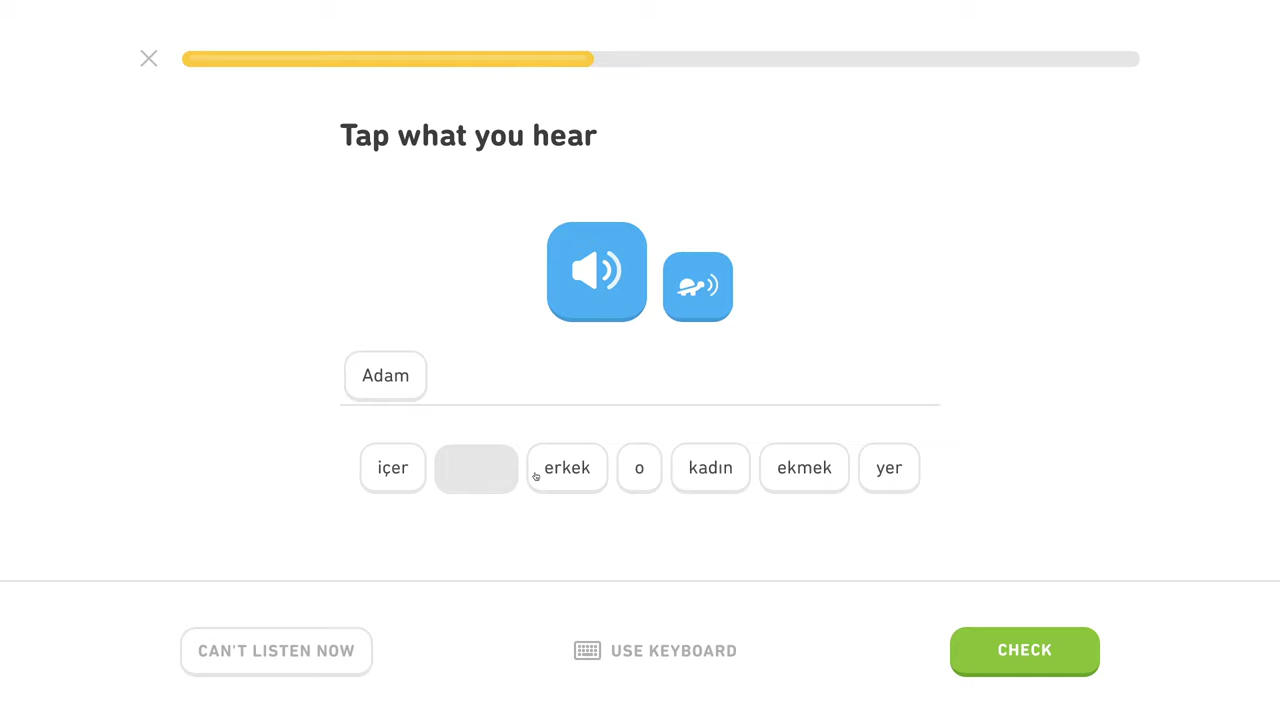 Tap what you hear
Adam
içer erkek o kadın ekmek yer
CAN'T LISTEN NOW USE KEYBOARD CHECK